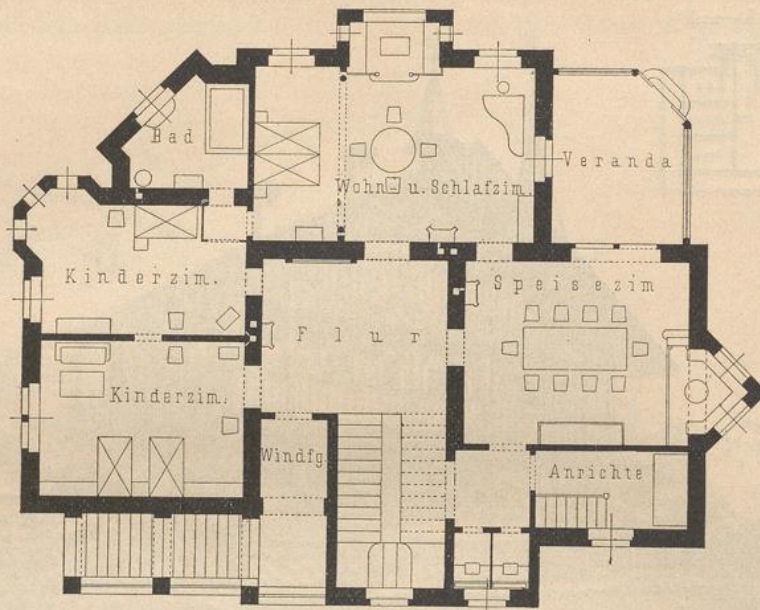 Bad
Wohn- u. Schlafzim.
Veranda
Kinderzim.
Flur
Speisezim
Kinderzim.
Windfg.
Anrichte